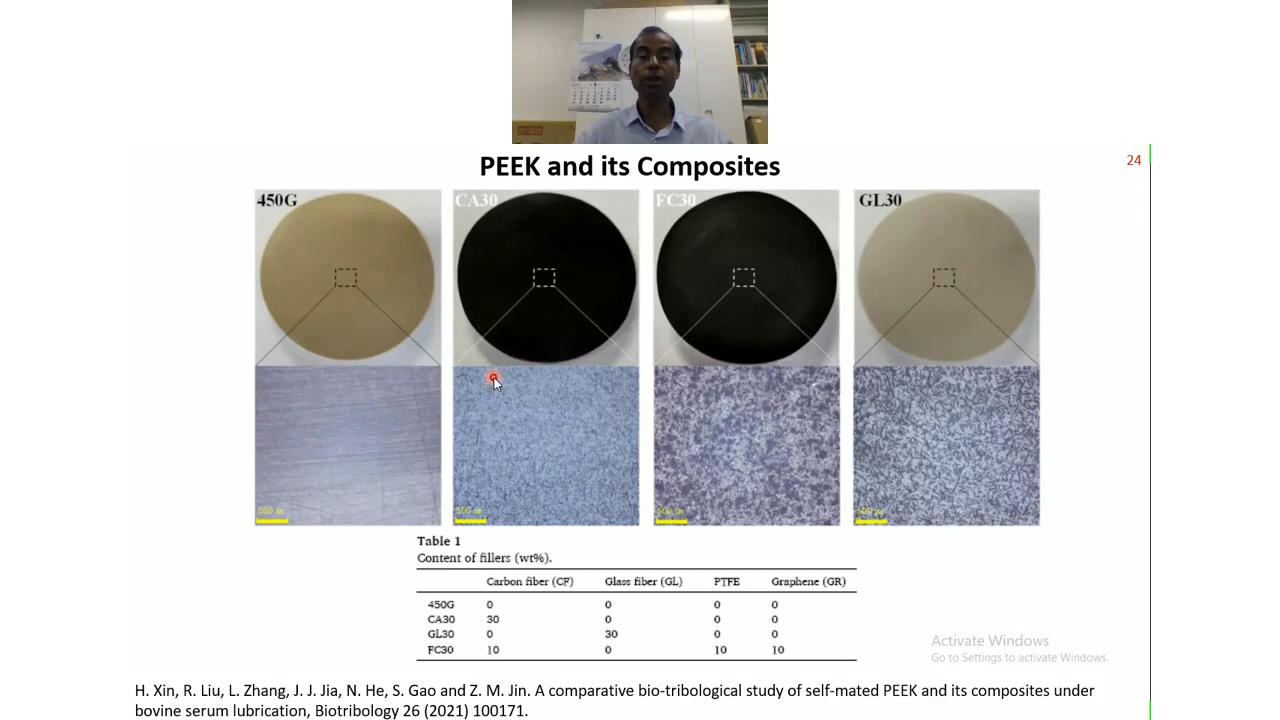 PEEK and its Composites
24
450G
CA30
FC30
GL30
500
500
500
500
Table 1
Content of fillers (wt%).
Carbon fiber (CF) Glass fiber (GL) PTFE Graphene (GR)
450G 0 0 0 0
CA30 30 0 0 0
GL30 0 30 0 0
FC30 10 0 10 10
Activate Windows
Go to Settings to activate Windows.
H. Xin, R. Liu, L. Zhang, J. J. Jia, N. He, S. Gao and Z. M. Jin. A comparative bio-tribological study of self-mated PEEK and its composites under
bovine serum lubrication, Biotribology 26 (2021) 100171.